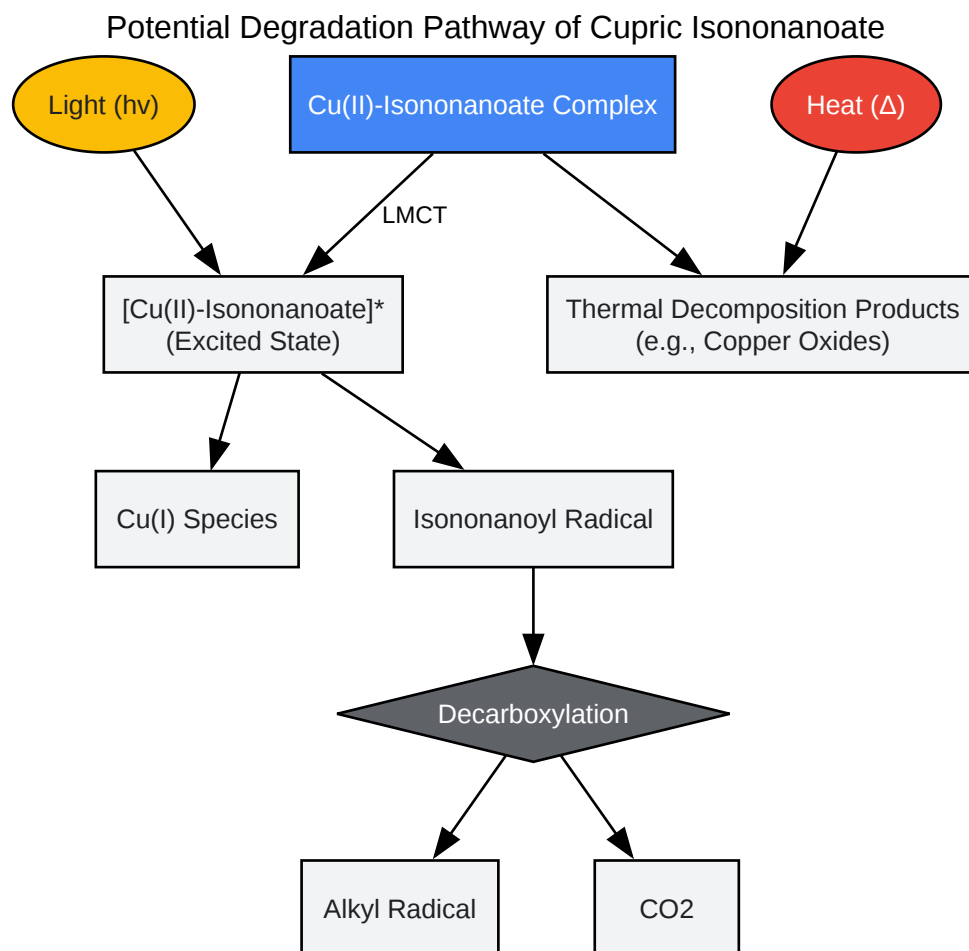 Potential Degradation Pathway of Cupric Isononanoate
Light (hv)
Cu(II)-Isononanoate Complex
Heat (Δ)
LMCT
[Cu(II)-Isononanoate]*
(Excited State)
Thermal Decomposition Products
(e.g., Copper Oxides)
Cu(I) Species
Isononanoyl Radical
Decarboxylation
Alkyl Radical
CO2